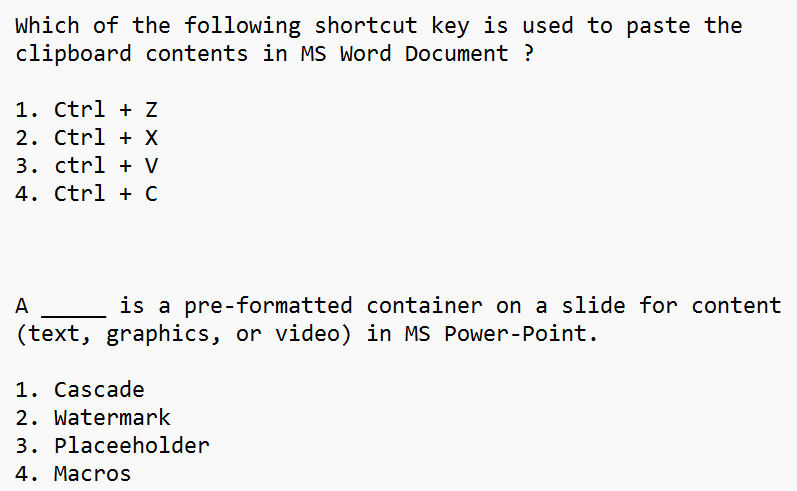 Which of the following shortcut key is used to paste the
clipboard contents in MS Word Document ?
1. Ctrl + Z
2. Ctrl + X
3. ctrl + V
4. Ctrl + C
A _____ is a pre-formatted container on a slide for content
(text, graphics, or video) in MS Power-Point.
1. Cascade
2. Watermark
3. Placeeholder
4. Macros